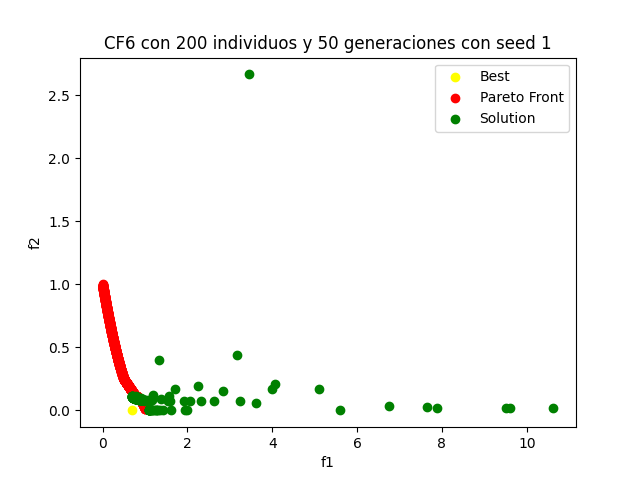 CF6 con 200 individuos y 50 generaciones con seed 1
Best
Pareto Front
Solution
2.5
2.0
1.5
1.0
0.5
0.0
f2
0 2 4 6 8 10
f1